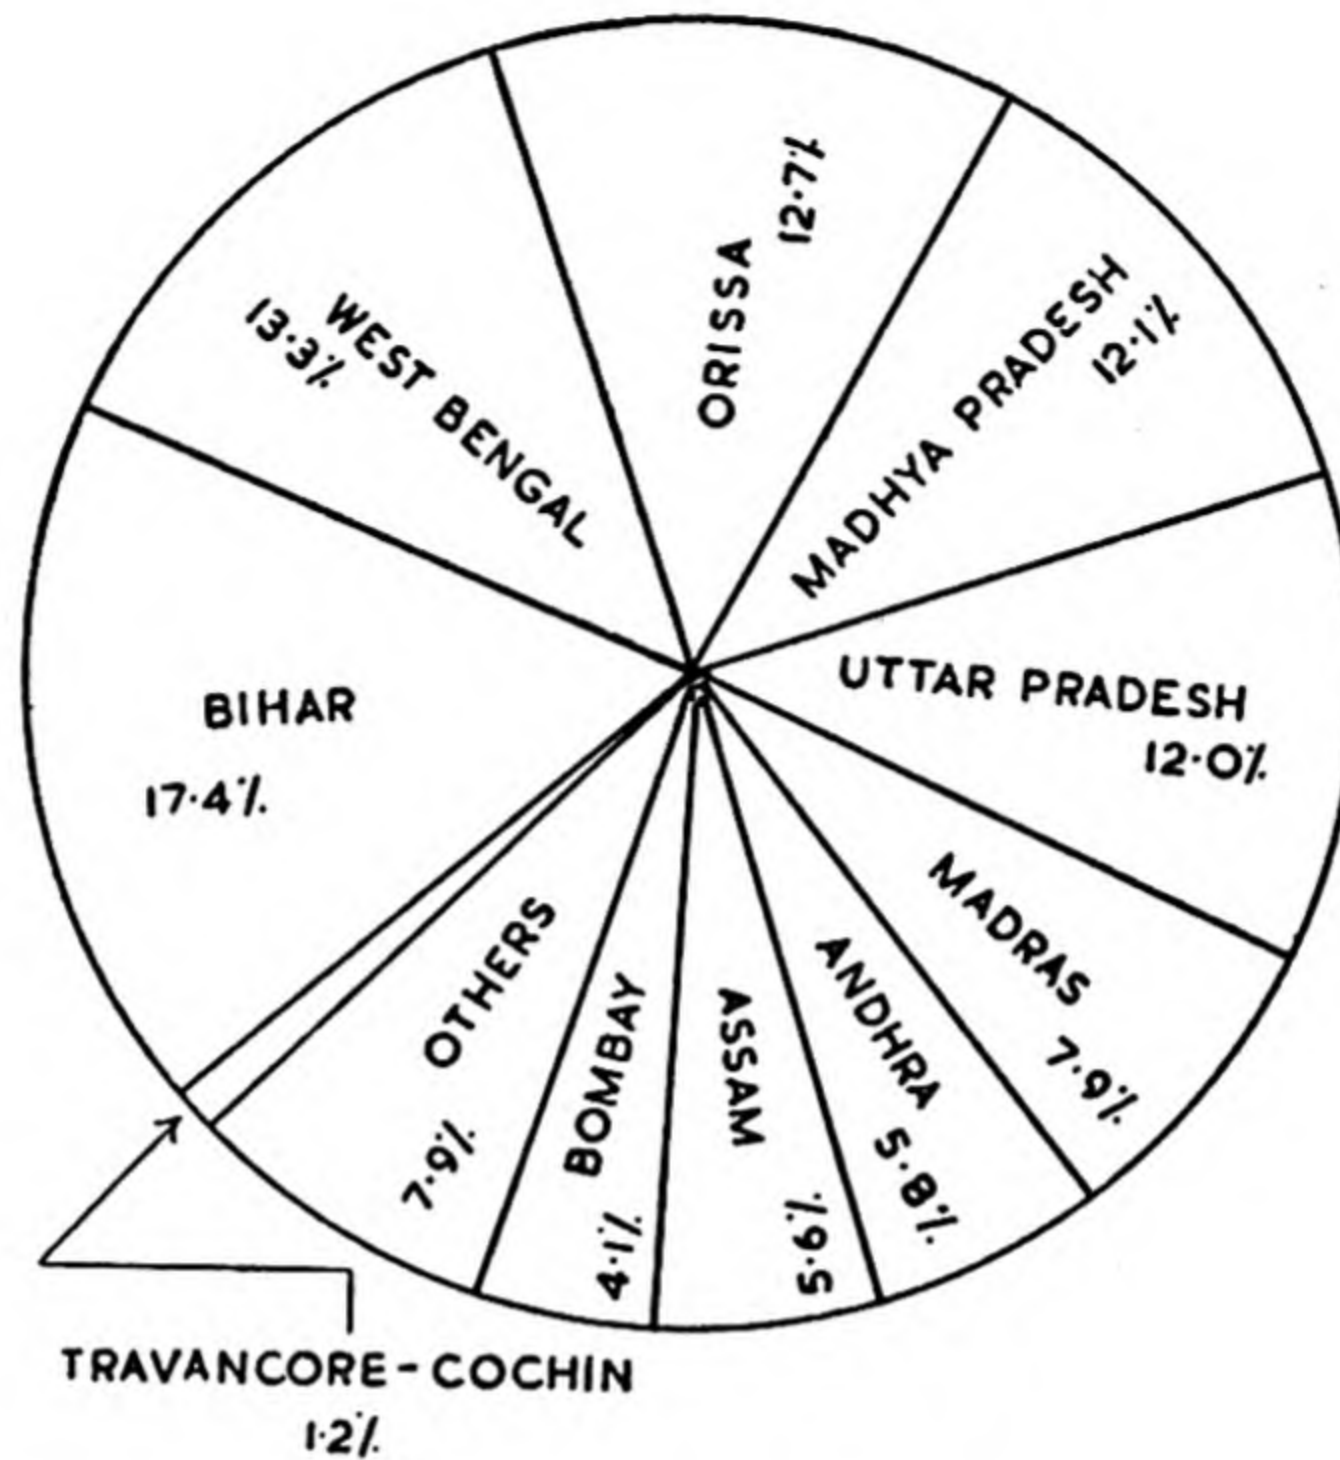 ORISSA
12.7%
MADHYA PRADESH
12.1%
UTTAR PRADESH
12.0%
MADRAS
7.9%
ANDHRA
5.8%
ASSAM
5.6%
BOMBAY
4.1%
OTHERS
7.9%
TRAVANCORE-COCHIN
1.2%
BIHAR
17.4%
WEST BENGAL
13.3%